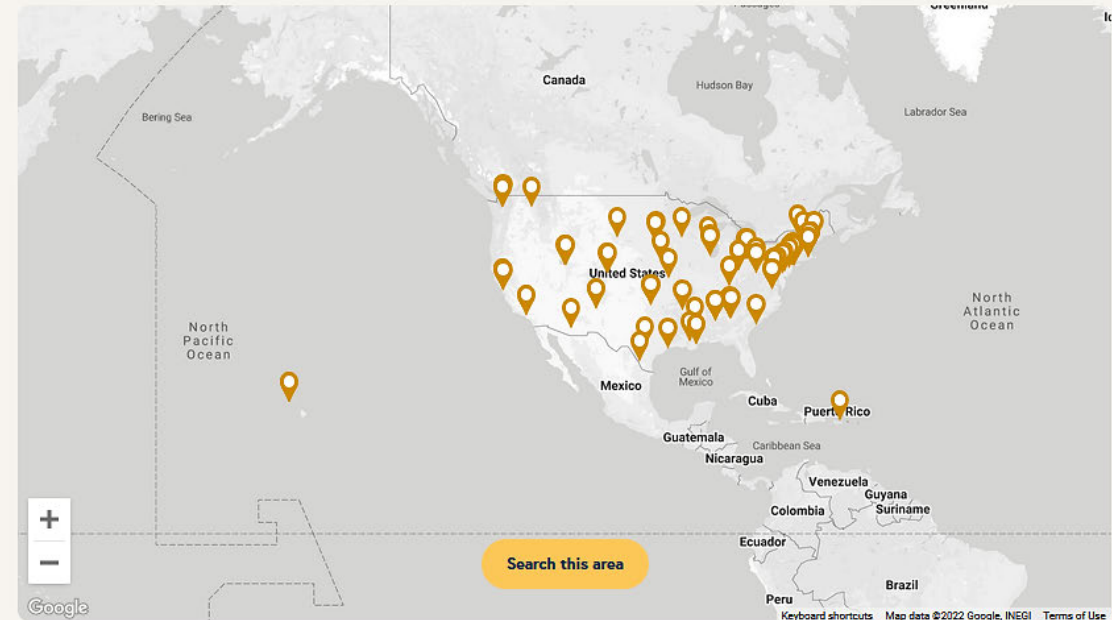 Passages
Greenland
Canada
Hudson Bay
Bering Sea
Labrador Sea
United States
North
Atlantic
Ocean
North
Pacific
Ocean
Gulf of
Mexico
Mexico
Cuba
Puerto Rico
Guatemala
Caribbean Sea
Nicaragua
Venezuela
Guyana
Colombia
Suriname
+
Ecuador
−
Search this area
Brazil
Peru
Google
Keyboard shortcuts Map data ©2022 Google, INEGI Terms of Use